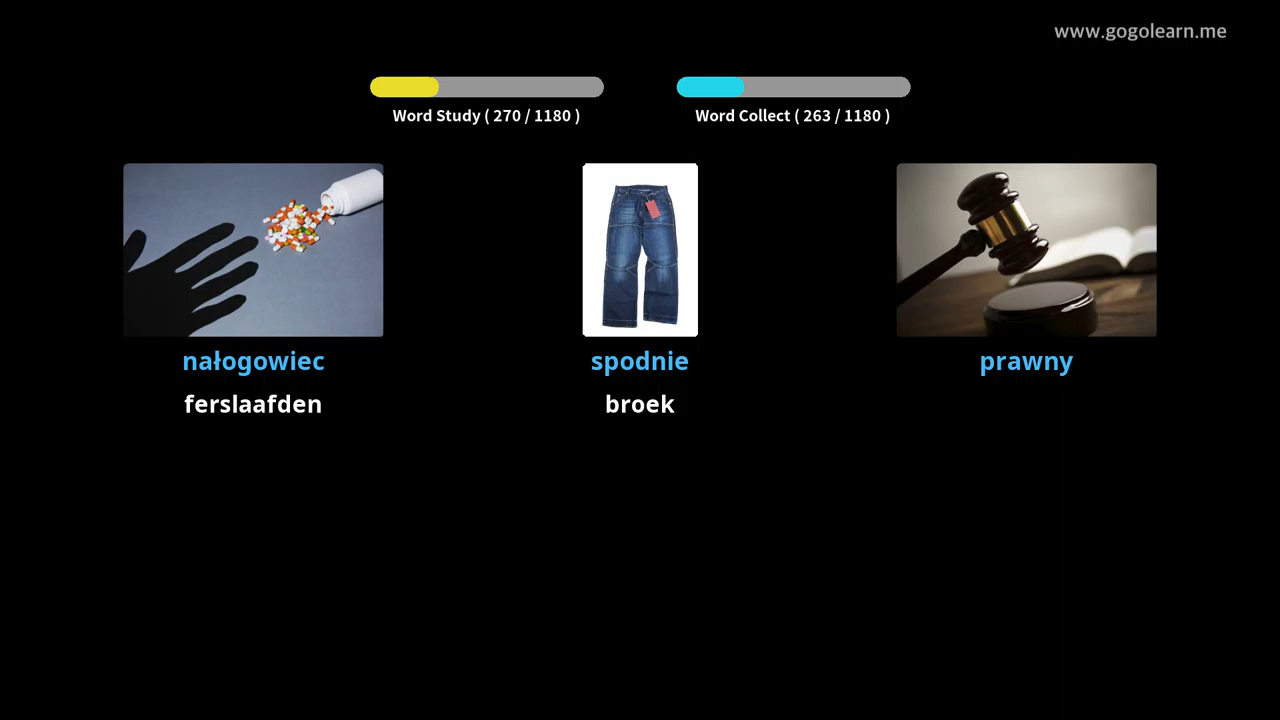 www.gogolearn.me
Word Study ( 270 / 1180 )
Word Collect ( 263 / 1180 )
nałogowiec
spodnie
prawny
ferslaafden
broek